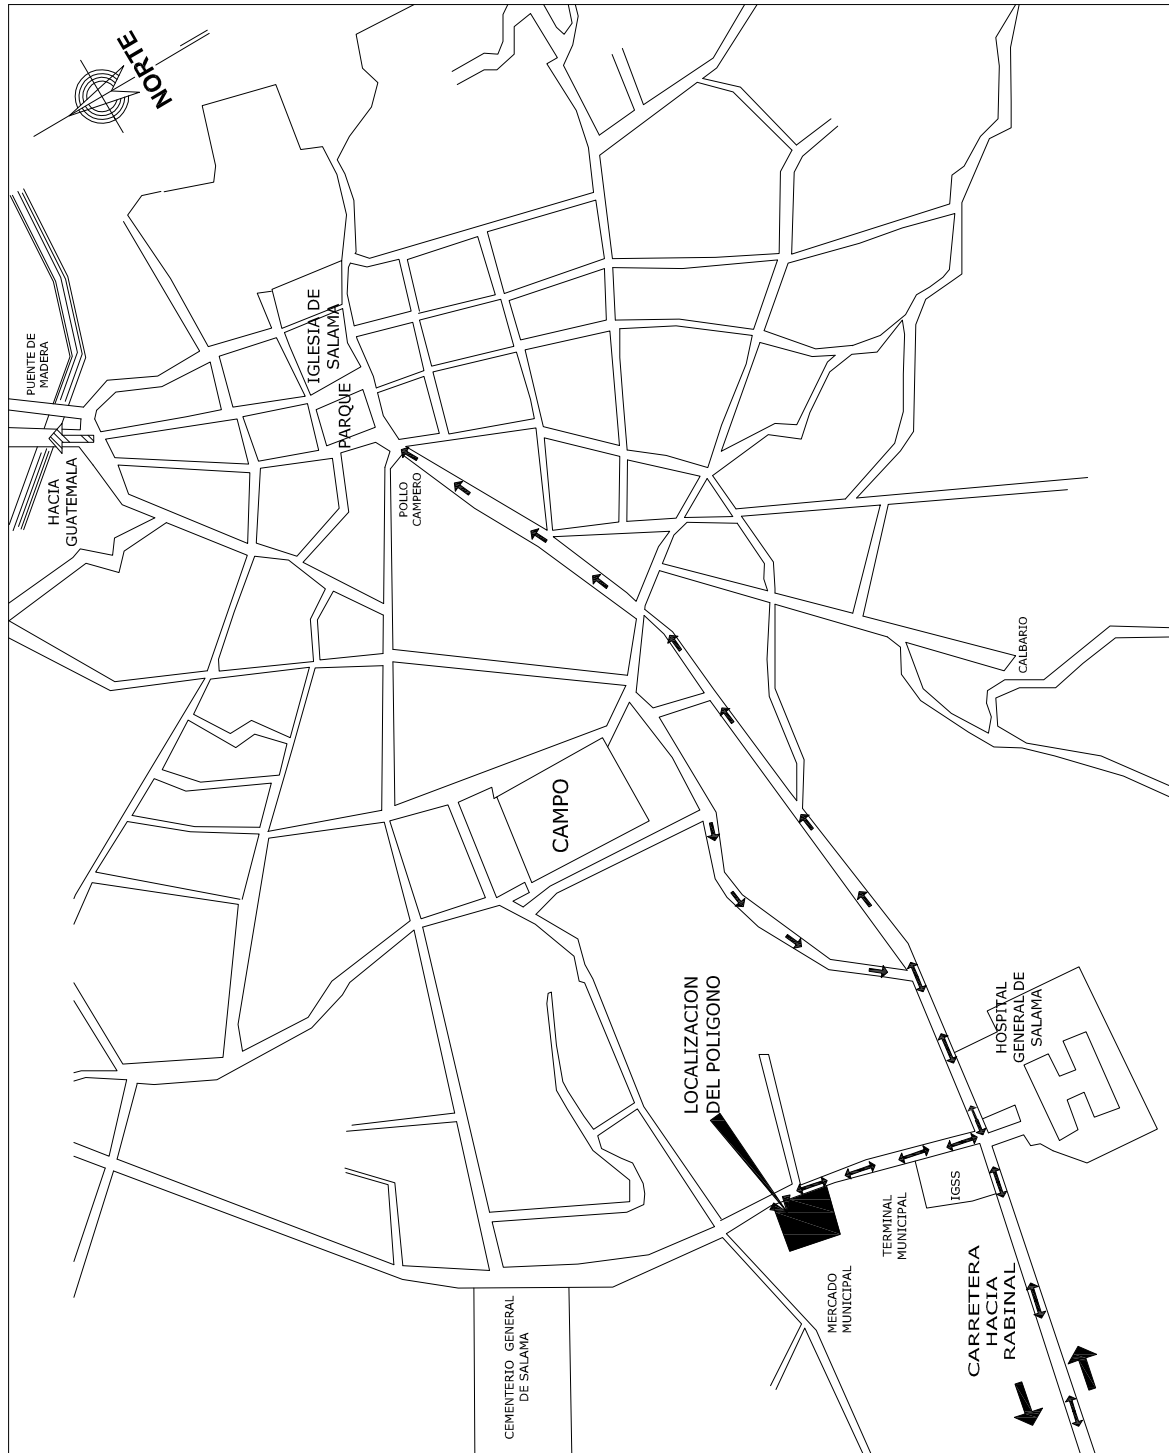 NORTE
PUENTE DE
MADERA
HACIA
GUATEMALA
IGLESIA DE
SALAMA
PARQUE
POLLO
CAMPERO
CALBARIO
CAMPO
LOCALIZACION
DEL POLIGONO
HOSPITAL
GENERAL DE
SALAMA
IGSS
TERMINAL
MUNICIPAL
MERCADO
MUNICIPAL
CARRETERA
HACIA
RABINAL
CEMENTERIO GENERAL
DE SALAMA